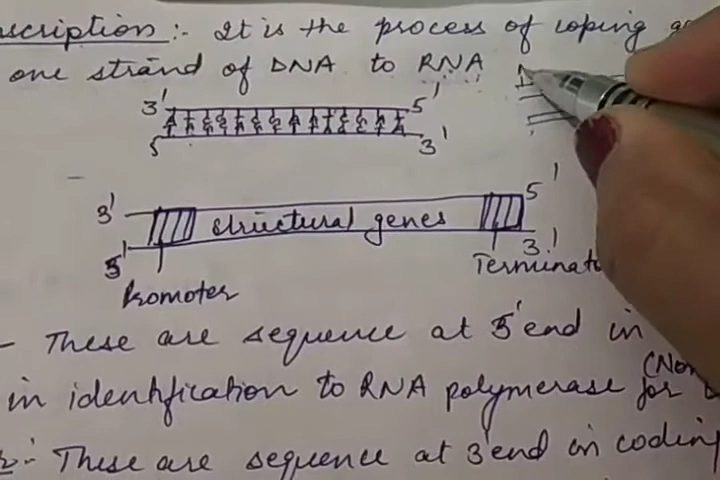 scription:- It is the process of coping
one strand of DNA to RNA
3' 5'
5 3'
3' structural genes 5'
5' 3'
Promoter Terminat
- These are sequence at 5' end in
in identification to RNA polymerase for
(Non
These are sequence at 3' end in coding